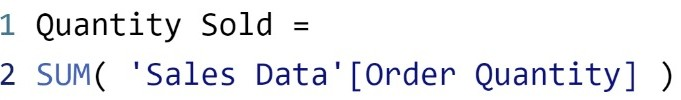 1 Quantity Sold =
2 SUM( 'Sales Data'[Order Quantity] )